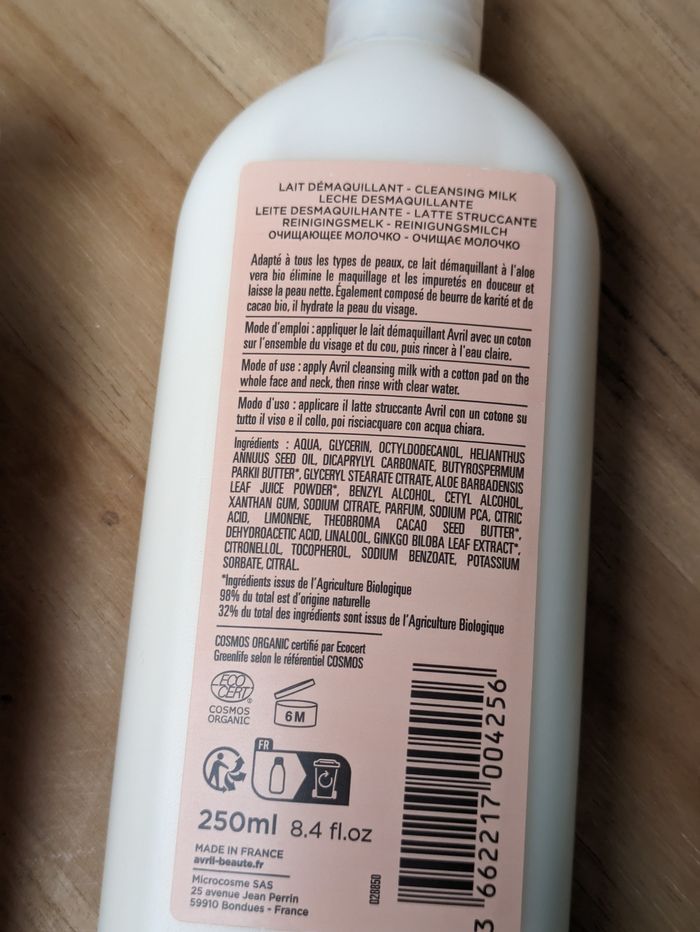 LAIT DÉMAQUILLANT - CLEANSING MILK
LECHE DESMAQUILLANTE
LEITE DESMAQUILHANTE - LATTE STRUCCANTE
REINIGINGSMELK - REINIGUNGSMILCH
ОЧИЩАЮЩЕЕ МОЛОЧКО - ОЧИЩАЄ МОЛОЧКО
Adapté à tous les types de peaux, ce lait démaquillant à l'aloe
vera bio élimine le maquillage et les impuretés en douceur et
laisse la peau nette. Également composé de beurre de karité et de
cacao bio, il hydrate la peau du visage.
Mode d'emploi : appliquer le lait démaquillant Avril avec un coton
sur l'ensemble du visage et du cou, puis rincer à l'eau claire.
Mode of use : apply Avril cleansing milk with a cotton pad on the
whole face and neck, then rinse with clear water.
Modo d'uso : applicare il latte struccante Avril con un cotone su
tutto il viso e il collo, poi risciacquare con acqua chiara.
Ingrédients : AQUA, GLYCERIN, OCTYLDODECANOL, HELIANTHUS
ANNUUS SEED OIL, DICAPRYLYL CARBONATE, BUTYROSPERMUM
PARKII BUTTER*, GLYCERYL STEARATE CITRATE, ALOE BARBADENSIS
LEAF JUICE POWDER*, BENZYL ALCOHOL, CETYL ALCOHOL,
XANTHAN GUM, SODIUM CITRATE, PARFUM, SODIUM PCA, CITRIC
ACID, LIMONENE, THEOBROMA CACAO SEED BUTTER*,
DEHYDROACETIC ACID, LINALOOL, GINKGO BILOBA LEAF EXTRACT*,
CITRONELLOL, TOCOPHEROL, SODIUM BENZOATE, POTASSIUM
SORBATE, CITRAL.
*Ingrédients issus de l'Agriculture Biologique
98% du total est d'origine naturelle
32% du total des ingrédients sont issus de l'Agriculture Biologique
COSMOS ORGANIC certifié par Ecocert
Greenlife selon le référentiel COSMOS
ECO
CERT
COSMOS
ORGANIC
6M
FR
250ml 8.4 fl.oz
MADE IN FRANCE
avril-beaute.fr
Microcosme SAS
25 avenue Jean Perrin
59910 Bondues - France
028850
3 662217 004256